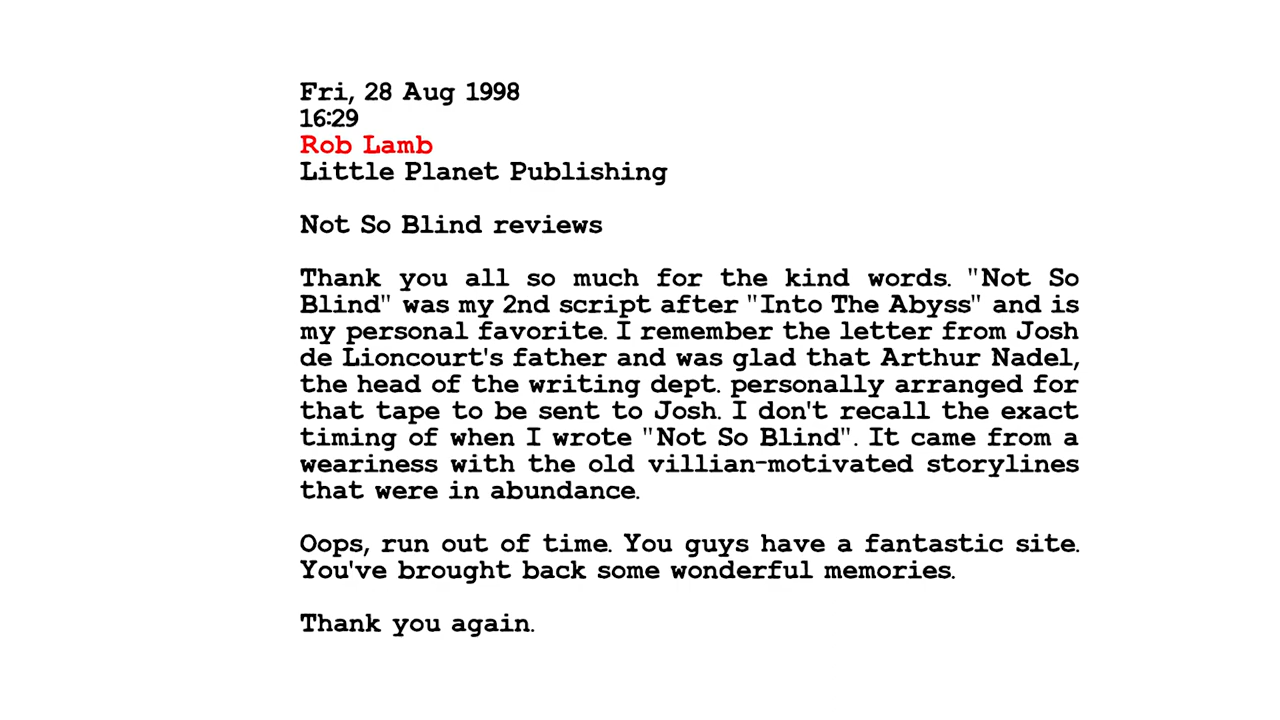 Fri, 28 Aug 1998
16:29
Rob Lamb
Little Planet Publishing
Not So Blind reviews
Thank you all so much for the kind words. "Not So
Blind" was my 2nd script after "Into The Abyss" and is
my personal favorite. I remember the letter from Josh
de Lioncourt's father and was glad that Arthur Nadel,
the head of the writing dept. personally arranged for
that tape to be sent to Josh. I don't recall the exact
timing of when I wrote "Not So Blind". It came from a
weariness with the old villian-motivated storylines
that were in abundance.
Oops, run out of time. You guys have a fantastic site.
You've brought back some wonderful memories.
Thank you again.